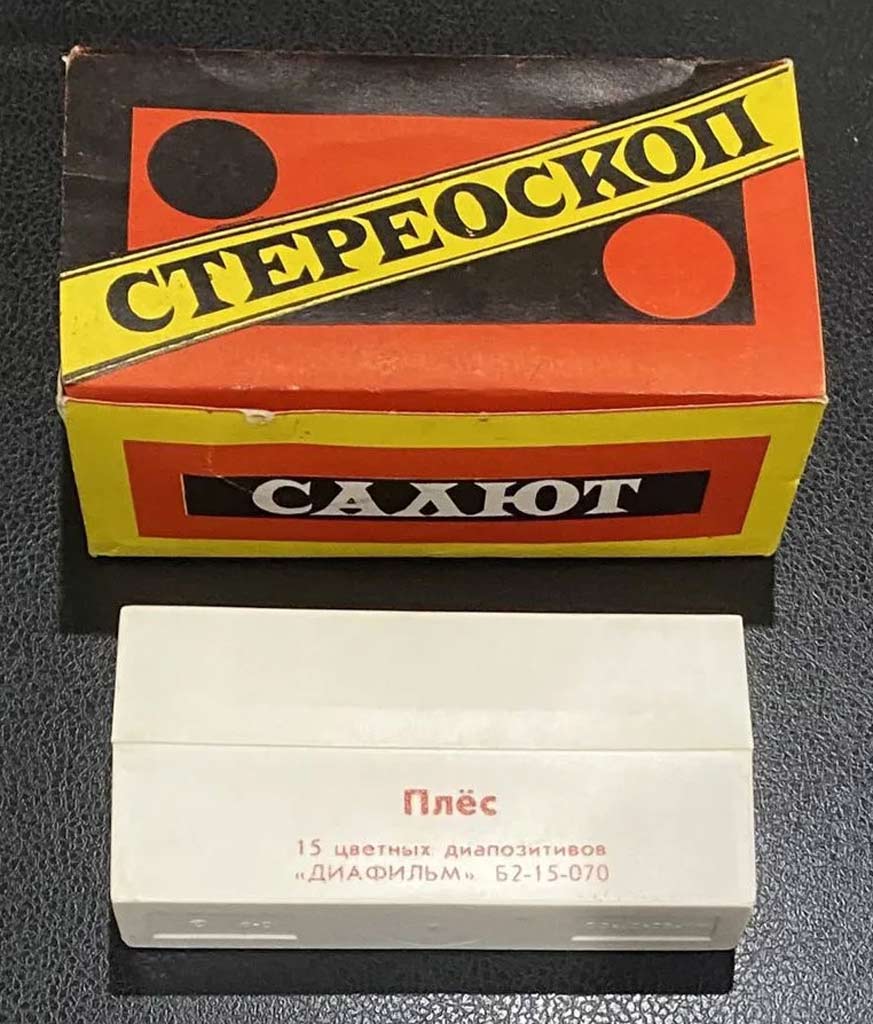 СТЕРЕОСКОП
САЛЮТ
Плёс
15 цветных диапозитивов
«ДИАФИЛЬМ» Б2-15-070